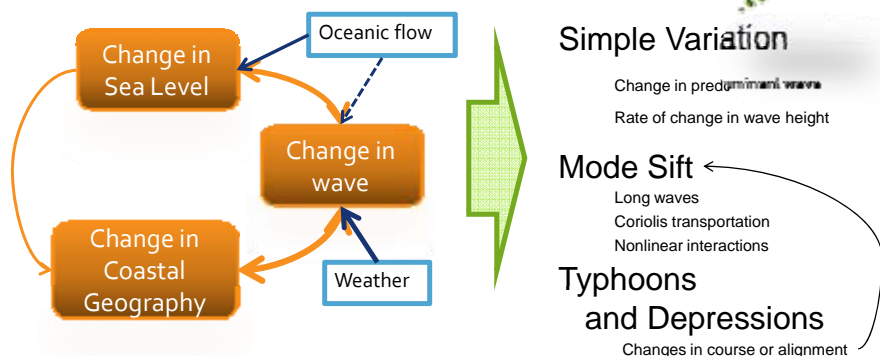 Change in
Sea Level
Oceanic flow
Change in
wave
Change in
Coastal
Geography
Weather
Simple Variation
Change in predominant wave
Rate of change in wave height
Mode Sift
Long waves
Coriolis transportation
Nonlinear interactions
Typhoons
and Depressions
Changes in course or alignment